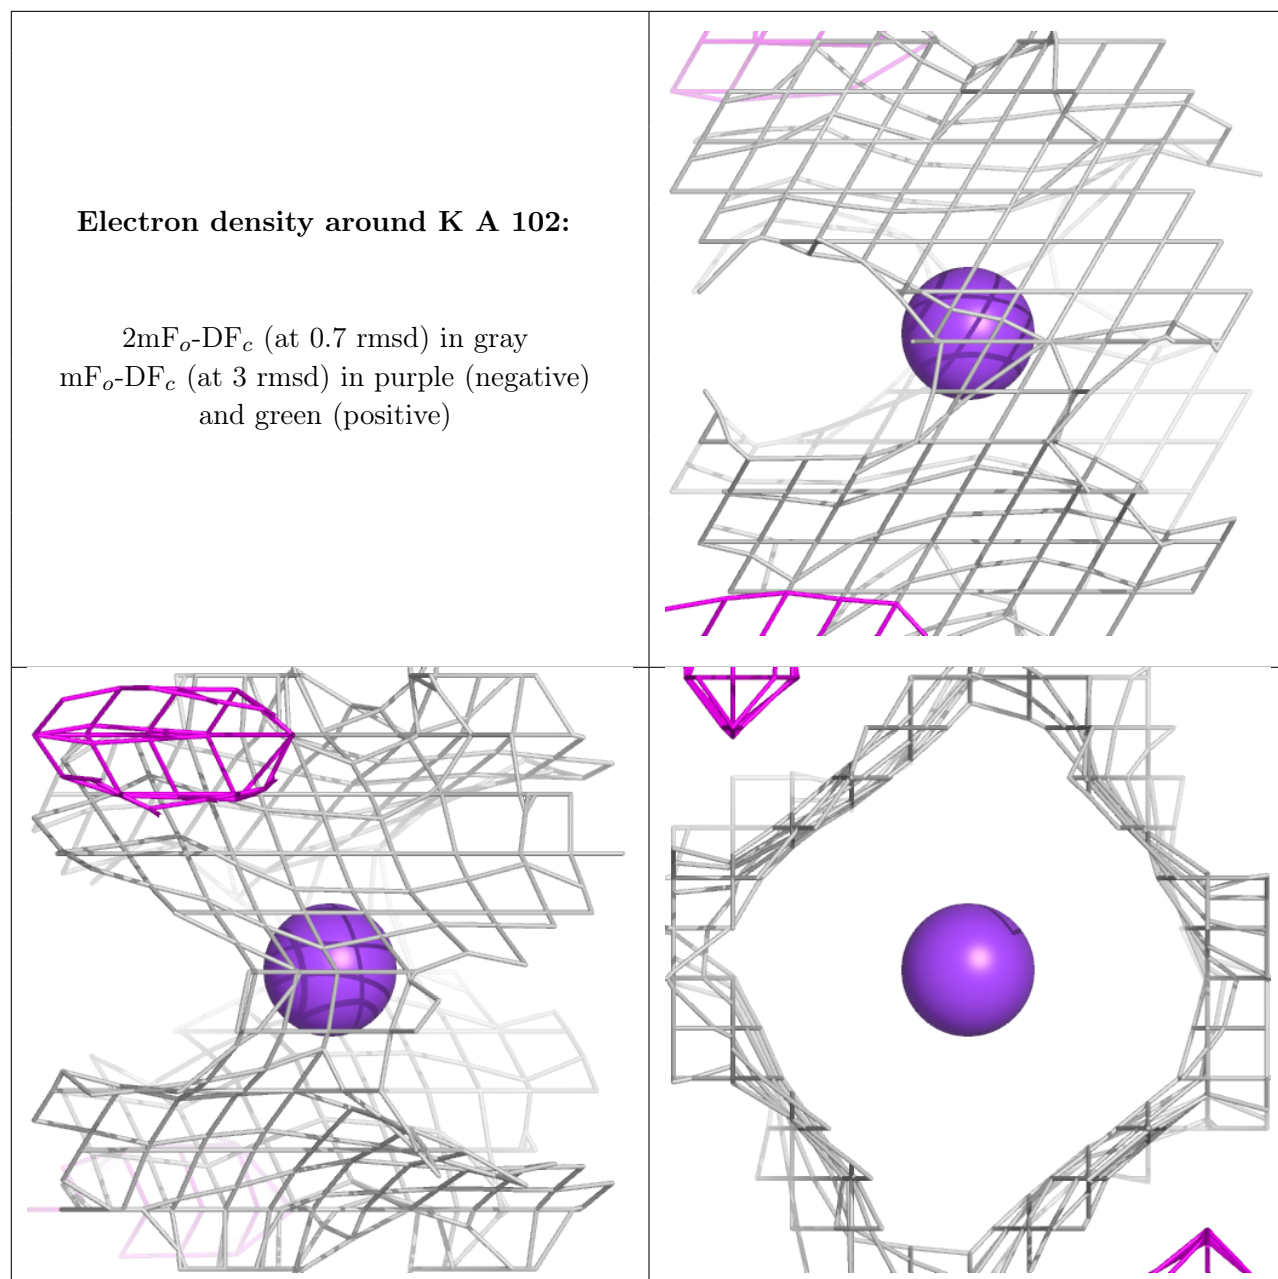 Electron density around K A 102:
2mFo-DFc (at 0.7 rmsd) in gray
mFo-DFc (at 3 rmsd) in purple (negative)
and green (positive)